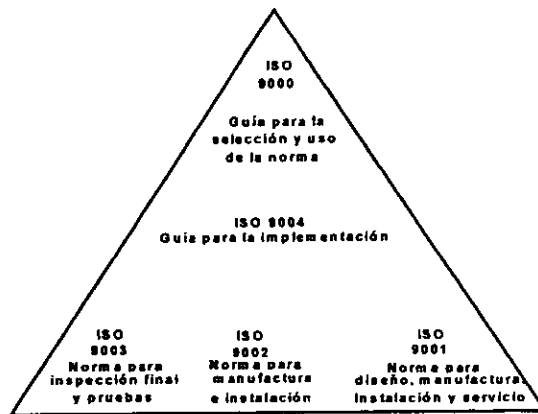 ISO
9000
Guía para la
selección y uso
de la norma
ISO 9004
Guía para la implementación
ISO
9003
Norma para
inspección final
y pruebas
ISO
9002
Norma para
manufactura
e instalación
ISO
9001
Norma para
diseño, manufactura,
instalación y servicio